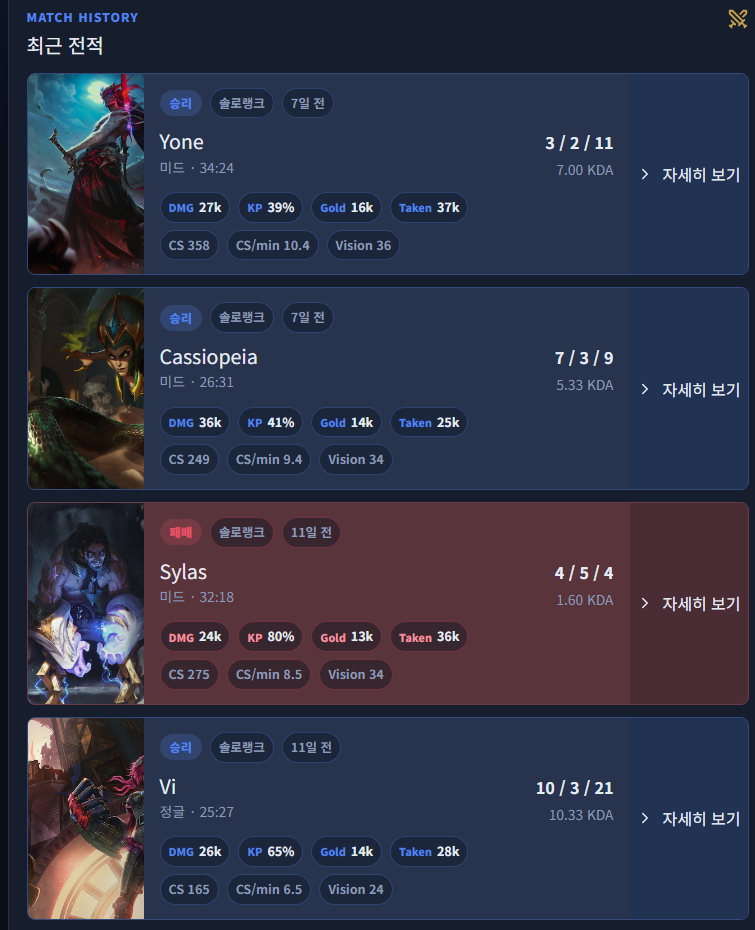 MATCH HISTORY
최근 전적
승리 솔로랭크 7일 전
Yone 3 / 2 / 11
미드 · 34:24 7.00 KDA
자세히 보기
DMG 27k KP 39% Gold 16k Taken 37k
CS 358 CS/min 10.4 Vision 36
승리 솔로랭크 7일 전
Cassiopeia 7 / 3 / 9
미드 · 26:31 5.33 KDA
자세히 보기
DMG 36k KP 41% Gold 14k Taken 25k
CS 249 CS/min 9.4 Vision 34
패배 솔로랭크 11일 전
Sylas 4 / 5 / 4
미드 · 32:18 1.60 KDA
자세히 보기
DMG 24k KP 80% Gold 13k Taken 36k
CS 275 CS/min 8.5 Vision 34
승리 솔로랭크 11일 전
Vi 10 / 3 / 21
정글 · 25:27 10.33 KDA
자세히 보기
DMG 26k KP 65% Gold 14k Taken 28k
CS 165 CS/min 6.5 Vision 24